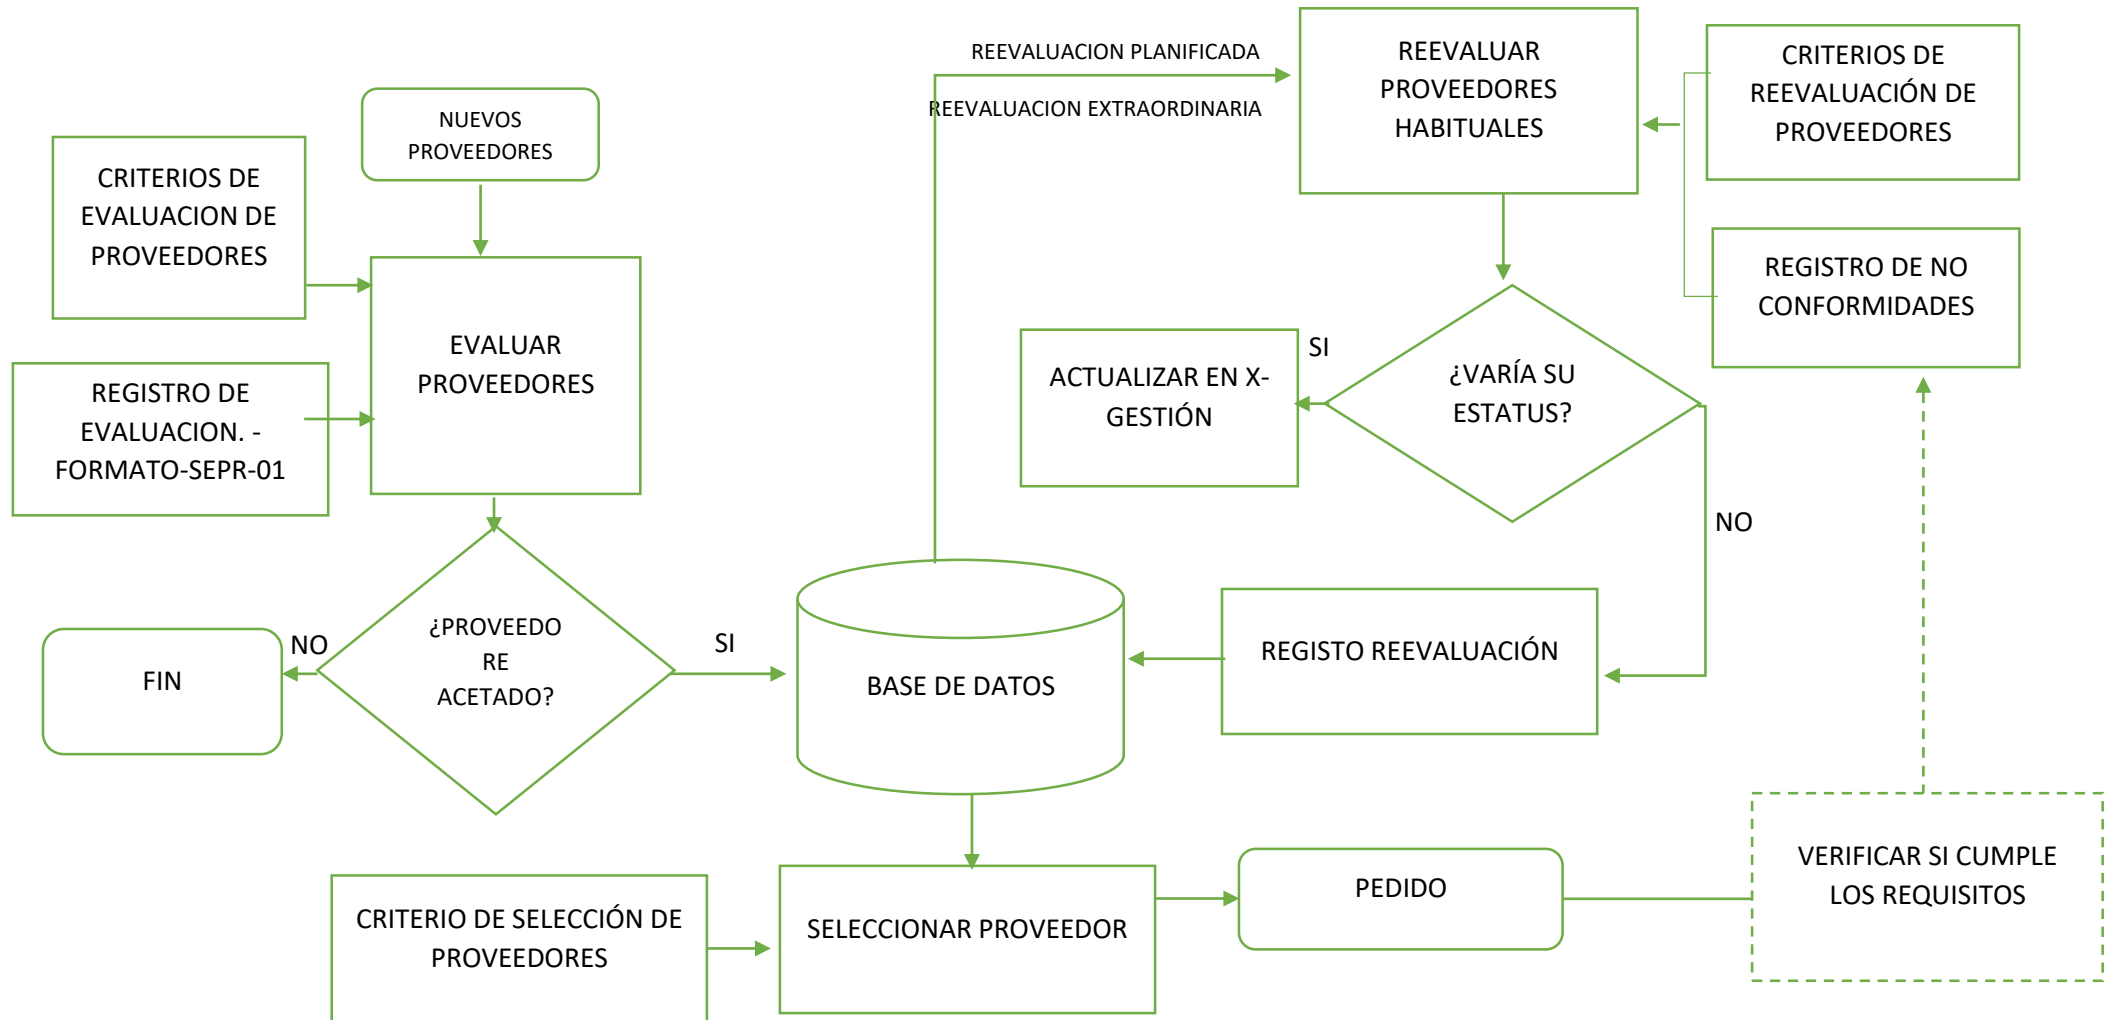 REEVALUACION PLANIFICADA
REEVALUACION EXTRAORDINARIA
REEVALUAR
PROVEEDORES
HABITUALES
CRITERIOS DE
REEVALUACIÓN DE
PROVEEDORES
NUEVOS
PROVEEDORES
CRITERIOS DE
EVALUACION DE
PROVEEDORES
REGISTRO DE NO
CONFORMIDADES
EVALUAR
PROVEEDORES
REGISTRO DE
EVALUACION. -
FORMATO-SEPR-01
ACTUALIZAR EN X-
GESTIÓN
SI
¿VARÍA SU
ESTATUS?
NO
FIN
NO
¿PROVEEDO
RE
ACETADO?
SI
BASE DE DATOS
REGISTO REEVALUACIÓN
CRITERIO DE SELECCIÓN DE
PROVEEDORES
SELECCIONAR PROVEEDOR
PEDIDO
VERIFICAR SI CUMPLE
LOS REQUISITOS